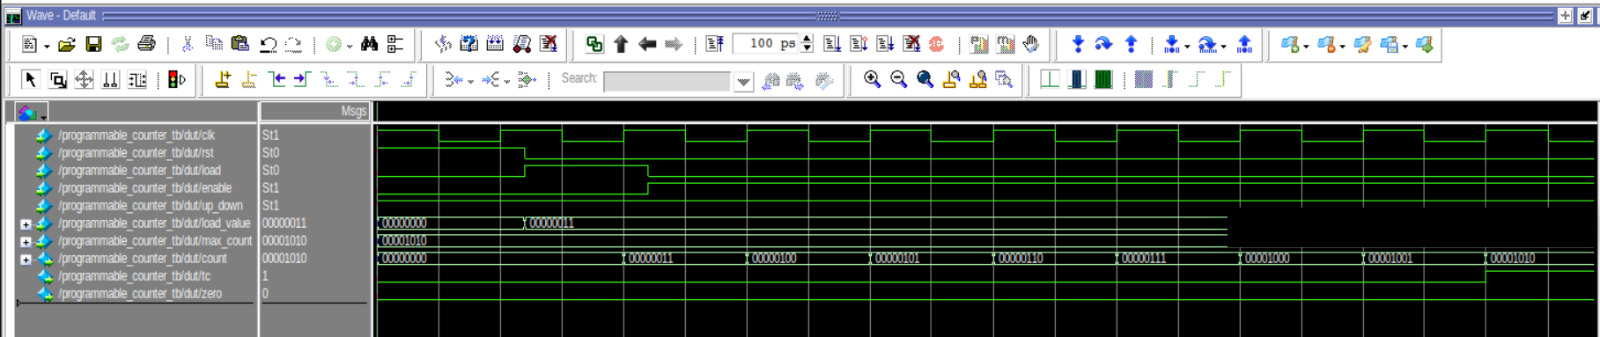 Wave - Default
100 ps
Search:
Msgs
/programmable_counter_tb/dut/clk St1
/programmable_counter_tb/dut/rst St0
/programmable_counter_tb/dut/load St0
/programmable_counter_tb/dut/enable St1
/programmable_counter_tb/dut/up_down St1
/programmable_counter_tb/dut/load_value 00000011 00000000 00000011
/programmable_counter_tb/dut/max_count 00001010 00001010
/programmable_counter_tb/dut/count 00001010 00000000 00000011 00000100 00000101 00000110 00000111 00001000 00001001 00001010
/programmable_counter_tb/dut/tc 1
/programmable_counter_tb/dut/zero 0